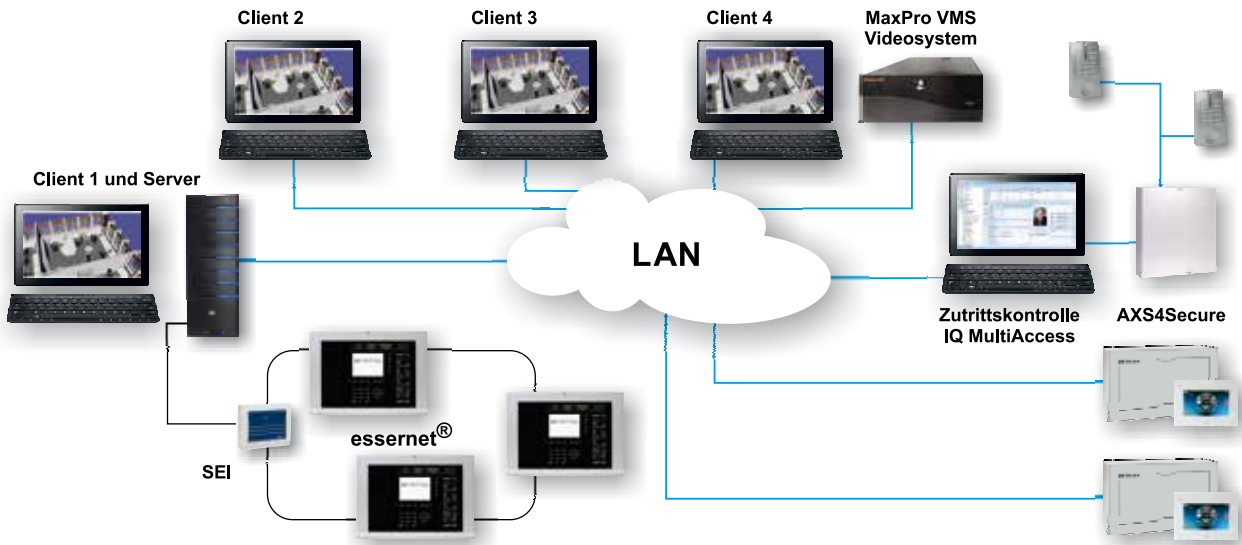 Client 2
Client 3
Client 4
MaxPro VMS
Videosystem
Client 1 und Server
LAN
Zutrittskontrolle
IQ MultiAccess
AXS4Secure
essernet®
SEI